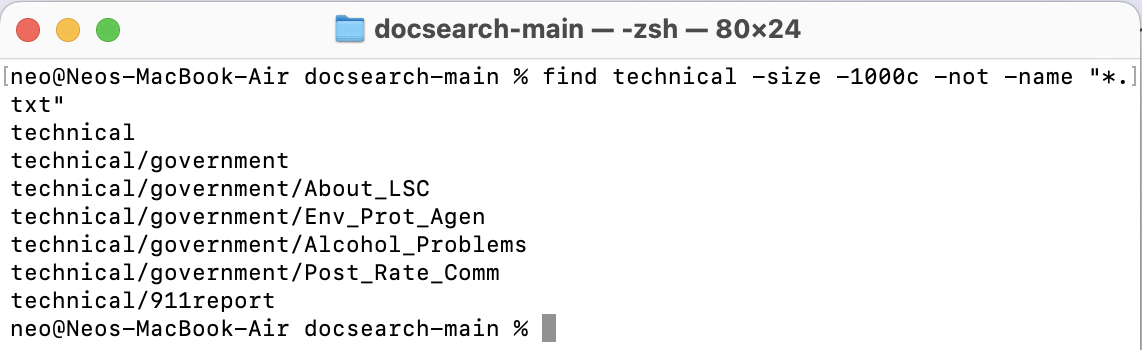 docsearch-main — -zsh — 80×24
neo@Neos-MacBook-Air docsearch-main % find technical -size -1000c -not -name "*.
txt"
technical
technical/government
technical/government/About_LSC
technical/government/Env_Prot_Agen
technical/government/Alcohol_Problems
technical/government/Post_Rate_Comm
technical/911report
neo@Neos-MacBook-Air docsearch-main %